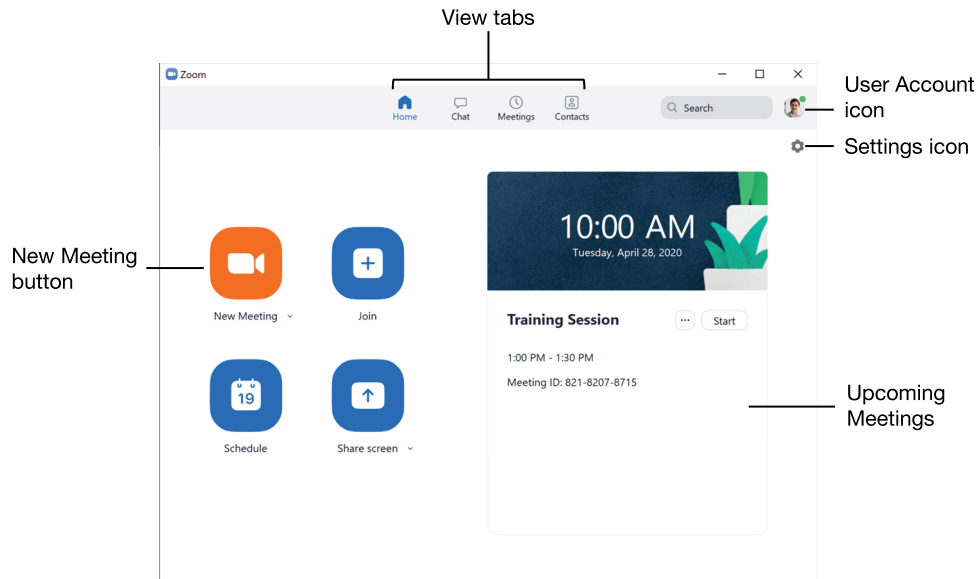 View tabs
Zoom
User Account
icon
Home
Chat
Meetings
Contacts
Search
Settings icon
10:00 AM
Tuesday, April 28, 2020
New Meeting
button
New Meeting
Join
Training Session
...
Start
1:00 PM - 1:30 PM
Meeting ID: 821-8207-8715
19
Schedule
Share screen
Upcoming
Meetings